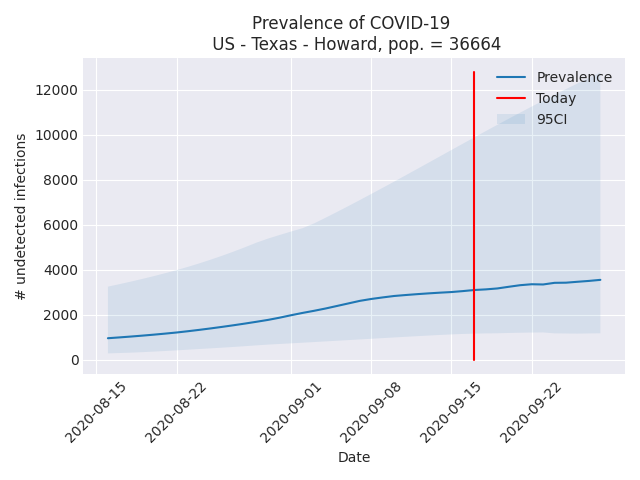 Prevalence of COVID-19
US - Texas - Howard, pop. = 36664
# undetected infections
12000
10000
8000
6000
4000
2000
0
Prevalence
Today
95CI
2020-08-15
2020-08-22
2020-09-01
2020-09-08
2020-09-15
2020-09-22
Date